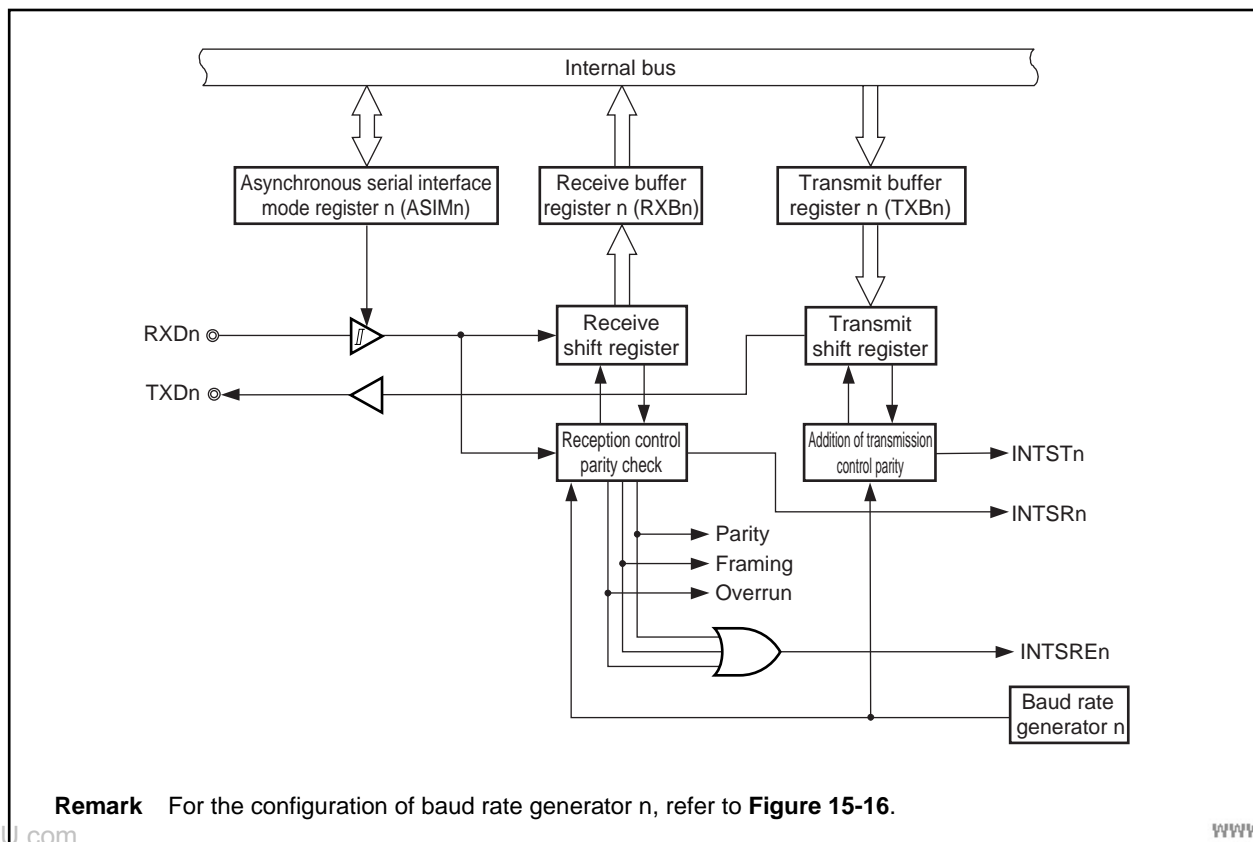 Internal bus
Asynchronous serial interface
mode register n (ASIMn)
Receive buffer
register n (RXBn)
Transmit buffer
register n (TXBn)
RXDn
Receive
shift register
Transmit
shift register
TXDn
Reception control
parity check
Addition of transmission
control parity
INTSTn
INTSRn
Parity
Framing
Overrun
INTSREn
Baud rate
generator n
Remark For the configuration of baud rate generator n, refer to Figure 15-16.
U.com